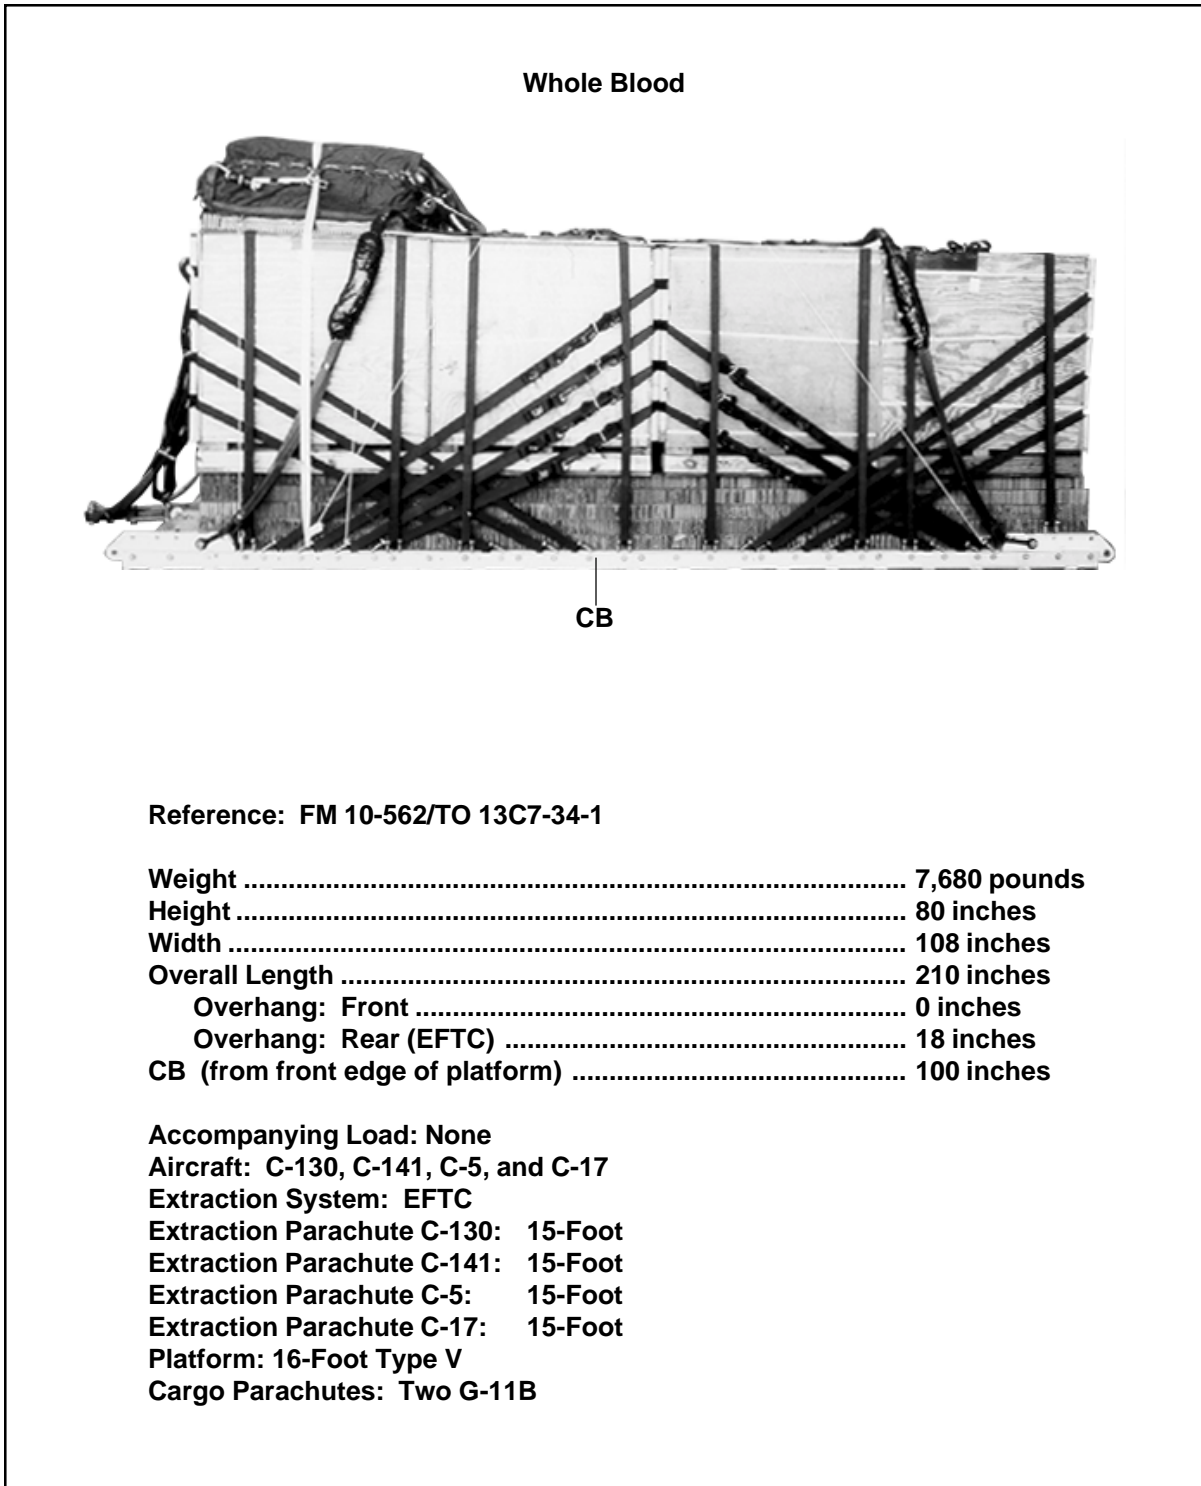 Whole Blood
CB
Reference: FM 10-562/TO 13C7-34-1
Weight ......................................................................................... 7,680 pounds
Height.......................................................................................... 80 inches
Width ........................................................................................... 108 inches
Overall Length ............................................................................ 210 inches
Overhang: Front .................................................................. 0 inches
Overhang: Rear (EFTC) ...................................................... 18 inches
CB (from front edge of platform) ............................................. 100 inches
Accompanying Load: None
Aircraft: C-130, C-141, C-5, and C-17
Extraction System: EFTC
Extraction Parachute C-130: 15-Foot
Extraction Parachute C-141: 15-Foot
Extraction Parachute C-5: 15-Foot
Extraction Parachute C-17: 15-Foot
Platform: 16-Foot Type V
Cargo Parachutes: Two G-11B